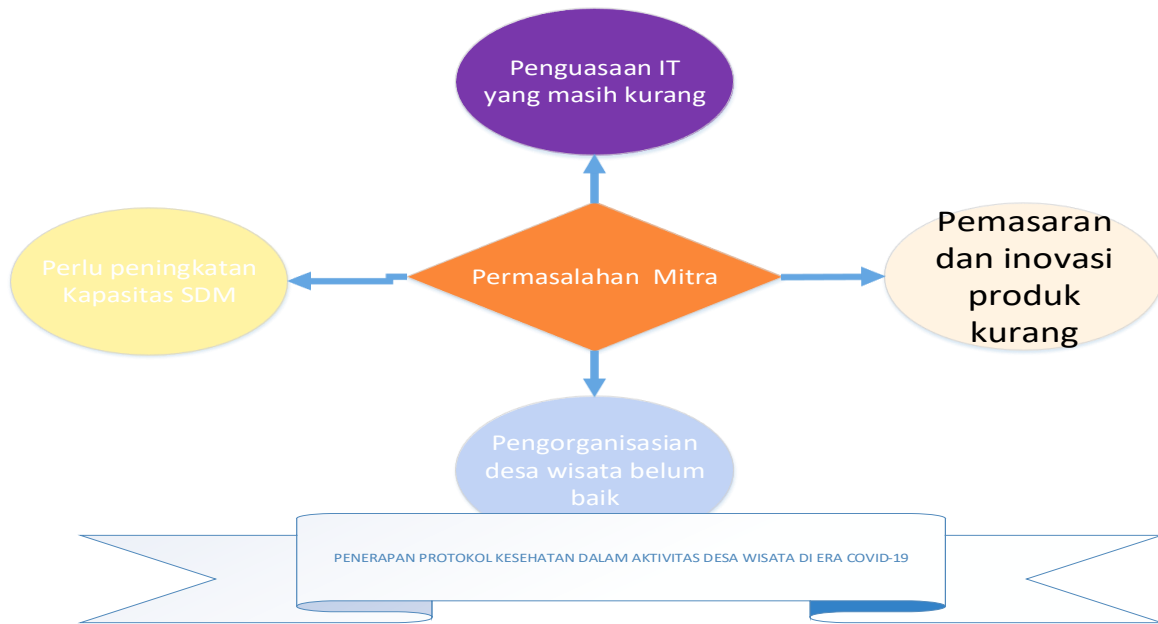 Penguasaan IT
yang masih kurang
Perlu peningkatan
Kapasitas SDM
Permasalahan Mitra
Pemasaran
dan inovasi
produk
kurang
Pengorganisasian
desa wisata belum
baik
PENERAPAN PROTOKOL KESEHATAN DALAM AKTIVITAS DESA WISATA DI ERA COVID-19